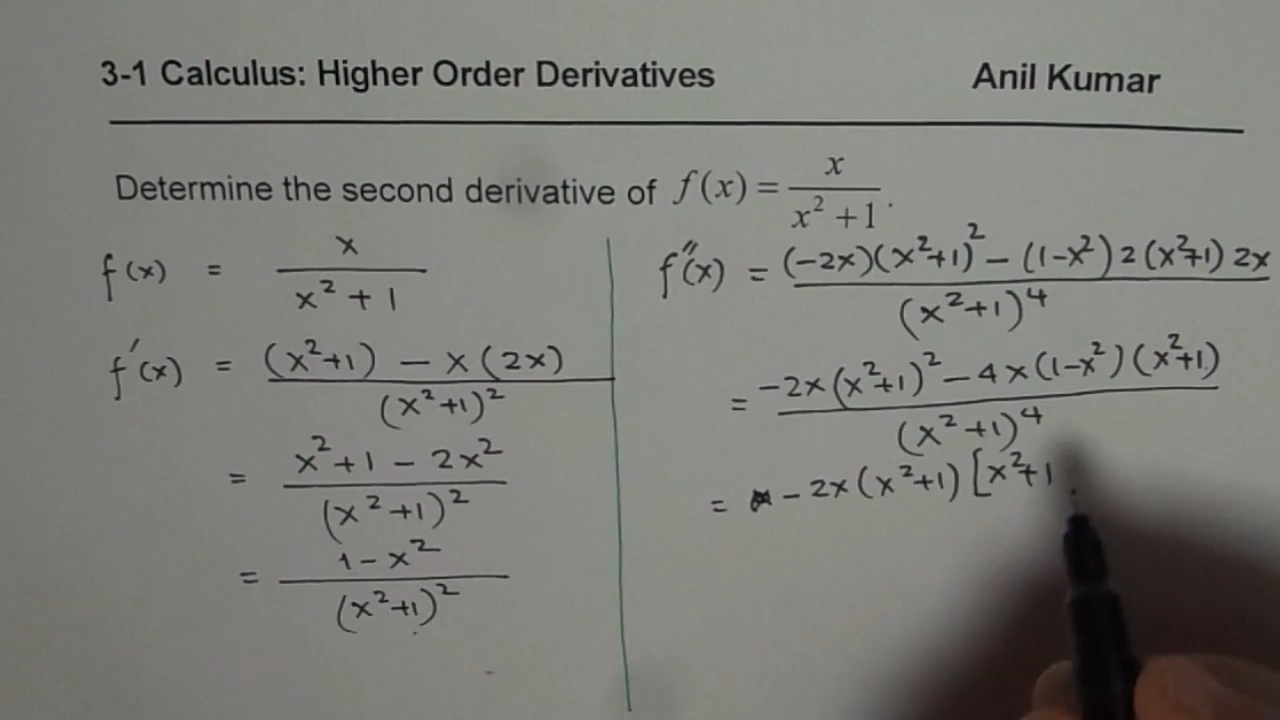 3-1 Calculus: Higher Order Derivatives Anil Kumar
Determine the second derivative of f(x) = x / (x² + 1).
f(x) = x / (x² + 1)
f′(x) = ((x²+1) − x(2x)) / (x²+1)²
= (x²+1 − 2x²) / (x²+1)²
= (1 − x²) / (x²+1)²
f″(x) = ((−2x)(x²+1)² − (1−x²) 2 (x²+1) 2x) / (x²+1)⁴
= (−2x(x²+1)² − 4x(1−x²)(x²+1)) / (x²+1)⁴
= − 2x(x²+1) [x²+1